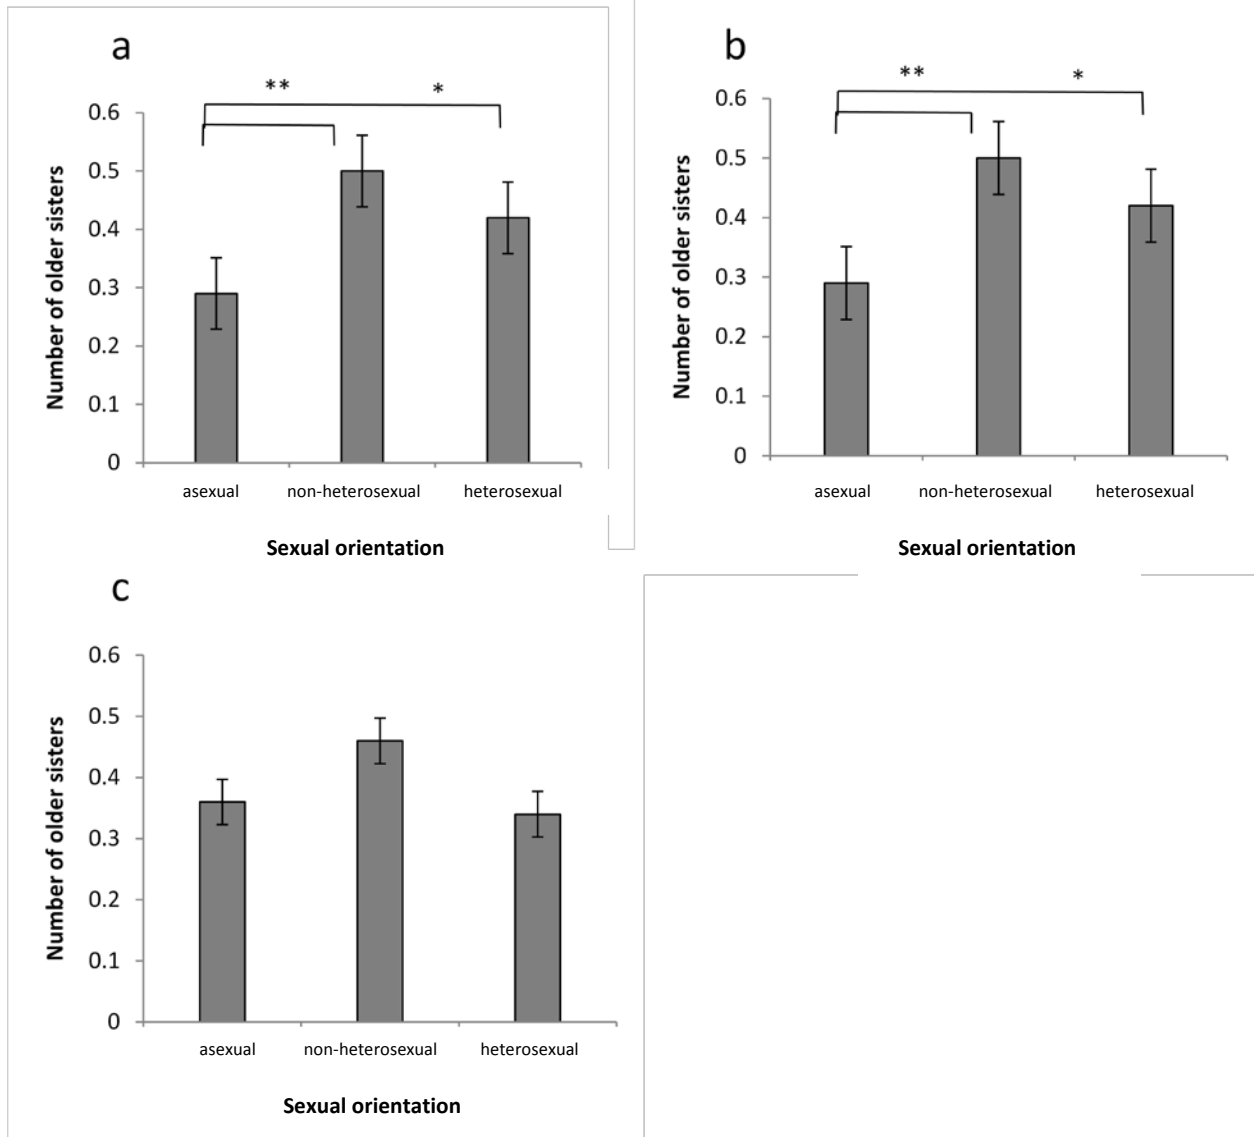 a
** *
0.6
0.5
0.4
0.3
0.2
0.1
0
Number of older sisters
asexual non-heterosexual heterosexual
Sexual orientation
b
** *
0.6
0.5
0.4
0.3
0.2
0.1
0
Number of older sisters
asexual non-heterosexual heterosexual
Sexual orientation
c
0.6
0.5
0.4
0.3
0.2
0.1
0
Number of older sisters
asexual non-heterosexual heterosexual
Sexual orientation